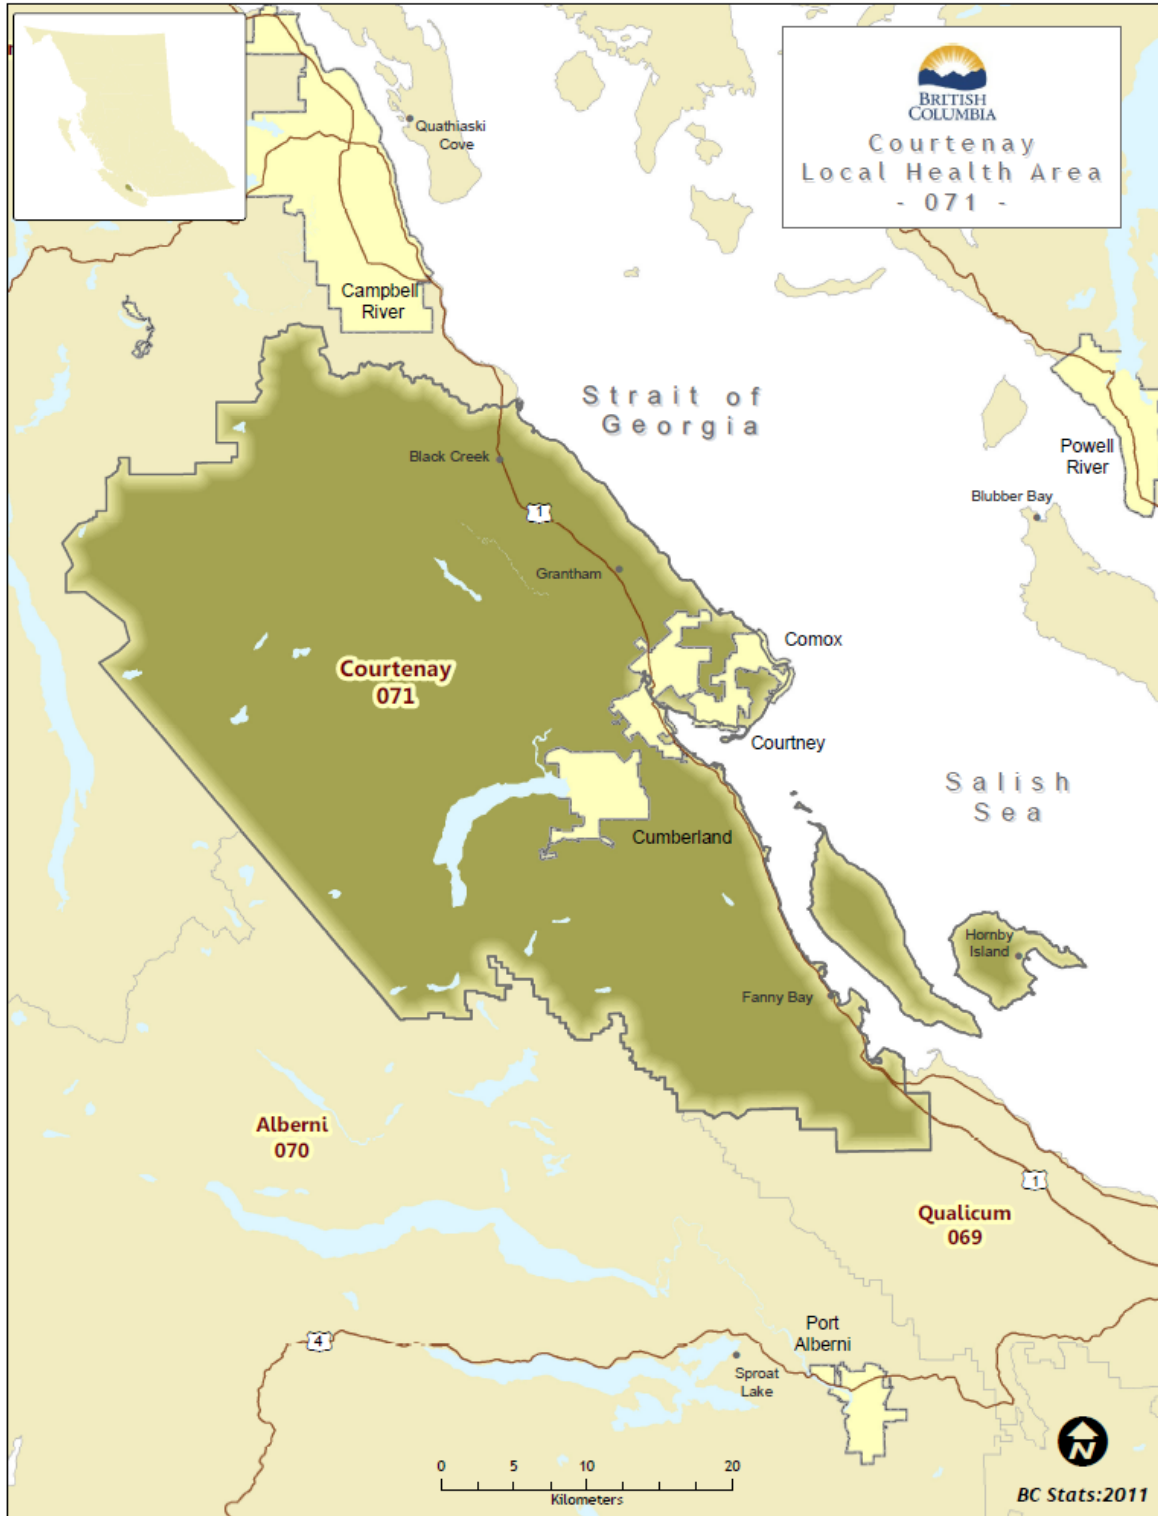 BRITISH
COLUMBIA
Courtenay
Local Health Area
- 071 -
Quathiaski
Cove
Campbell
River
Strait of
Georgia
Powell
River
Black Creek
Blubber Bay
1
Grantham
Comox
Courtenay
071
Courtney
Salish
Sea
Cumberland
Hornby
Island
Fanny Bay
Alberni
070
1
Qualicum
069
Port
Alberni
4
Sproat
Lake
0 5 10 20
Kilometers
N
BC Stats:2011